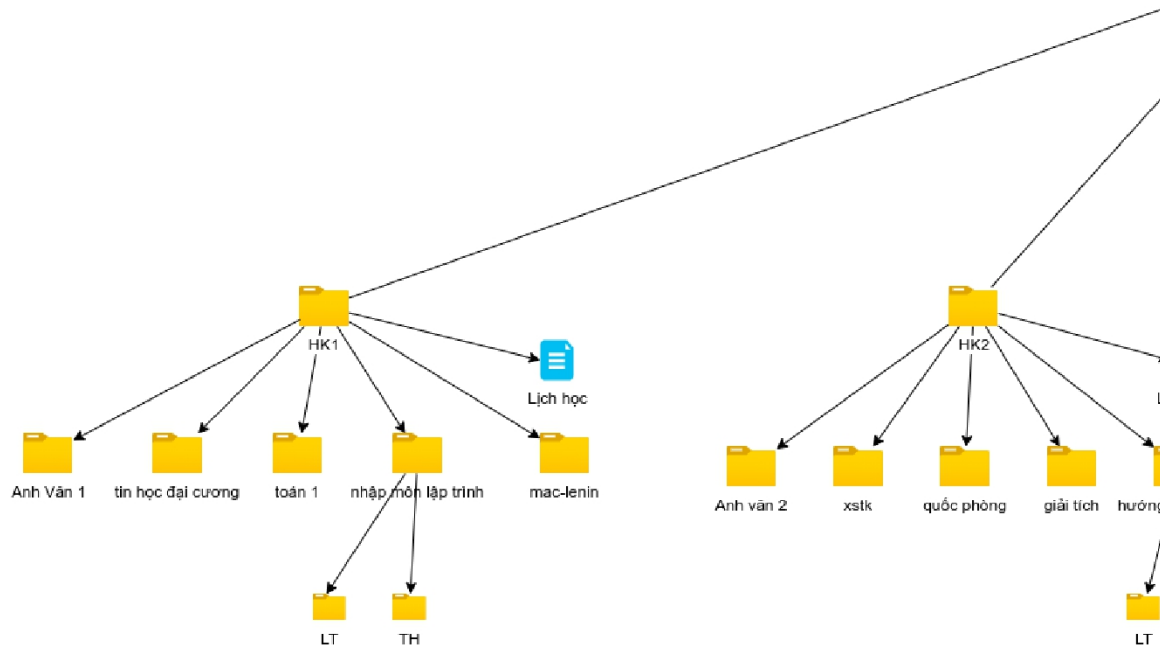 HK1
HK2
Lịch học
Anh Văn 1
tin học đại cương
toán 1
nhập môn lập trình
mac-lenin
Anh văn 2
xstk
quốc phòng
giải tích
hướng
LT
TH
LT